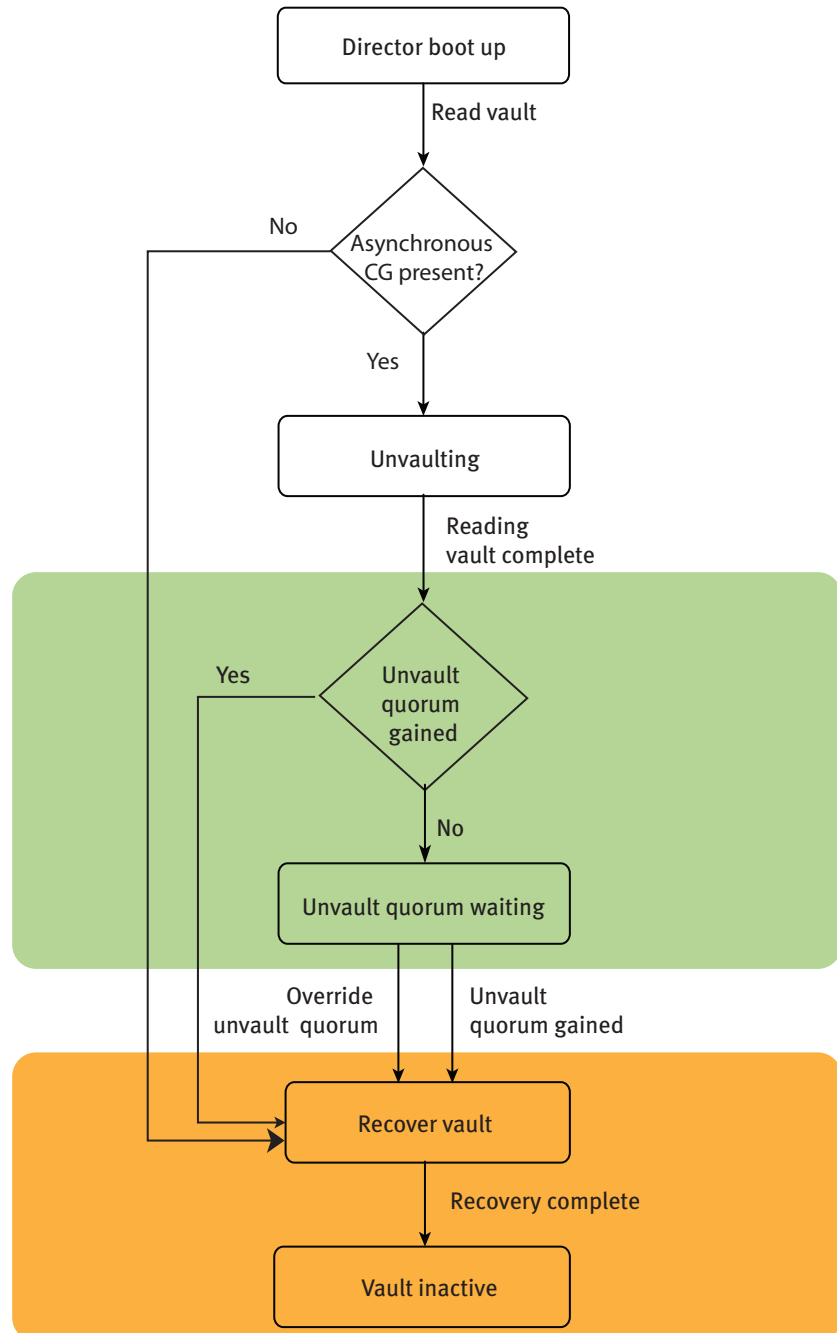 Director boot up
Read vault
No
Asynchronous
CG present?
Yes
Unvaulting
Reading
vault complete
Yes
Unvault
quorum
gained
No
Unvault quorum waiting
Override
unvault quorum
Unvault
quorum gained
Recover vault
Recovery complete
Vault inactive